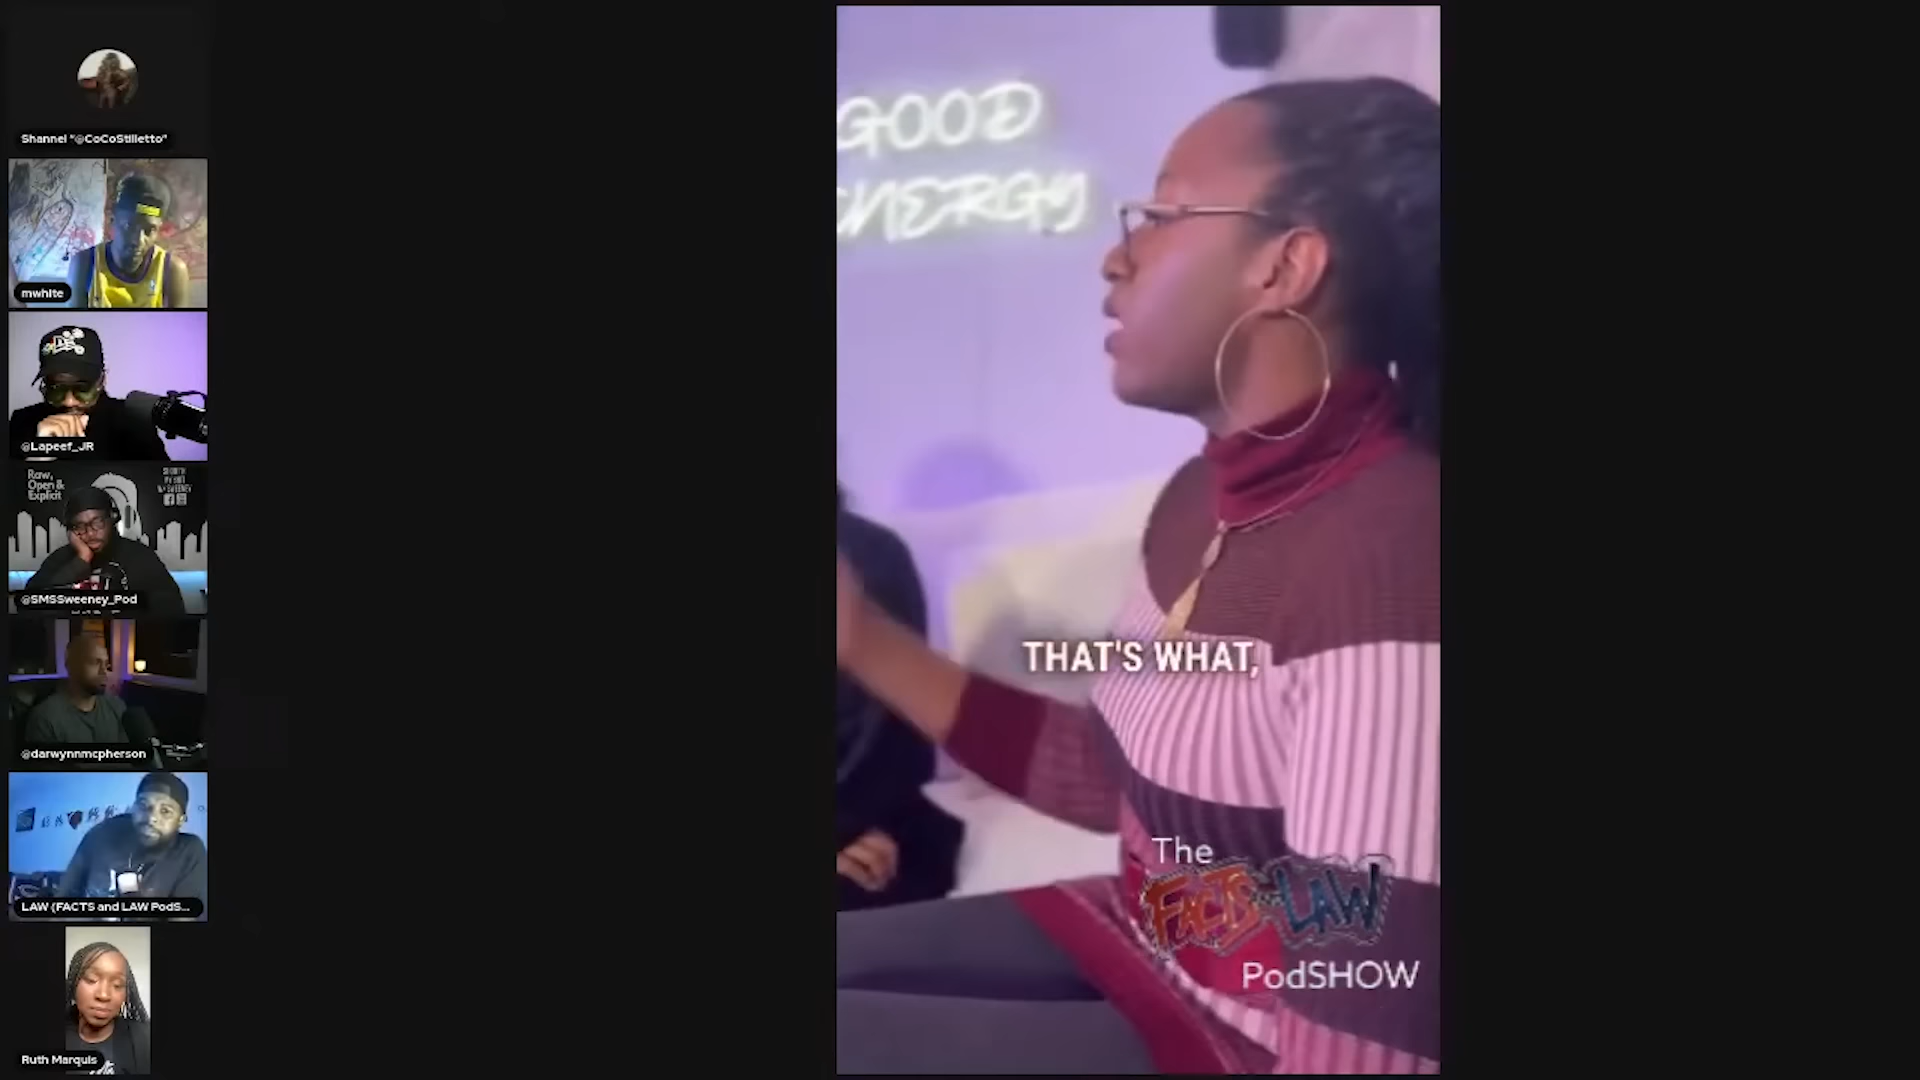 Shannel "@CoCoStilletto"
mwhite
@Lapeef_JR
Raw,
Open &
Explicit
@SMSSweeney_Pod
@darwynnmcpherson
LAW (FACTS and LAW PodS...
Ruth Marquis
GOOD
ENERGY
THAT'S WHAT,
The
FACTS and LAW
PodSHOW